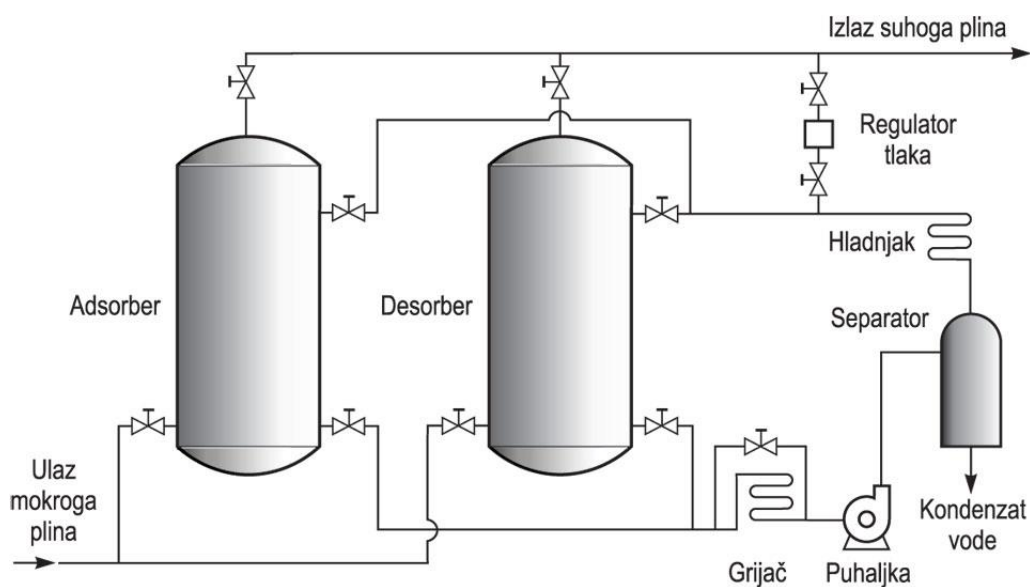 Izlaz suhoga plina
Regulator
tlaka
Hladnjak
Adsorber
Desorber
Separator
Ulaz
mokroga
plina
Kondenzat
vode
Grijač
Puhaljka